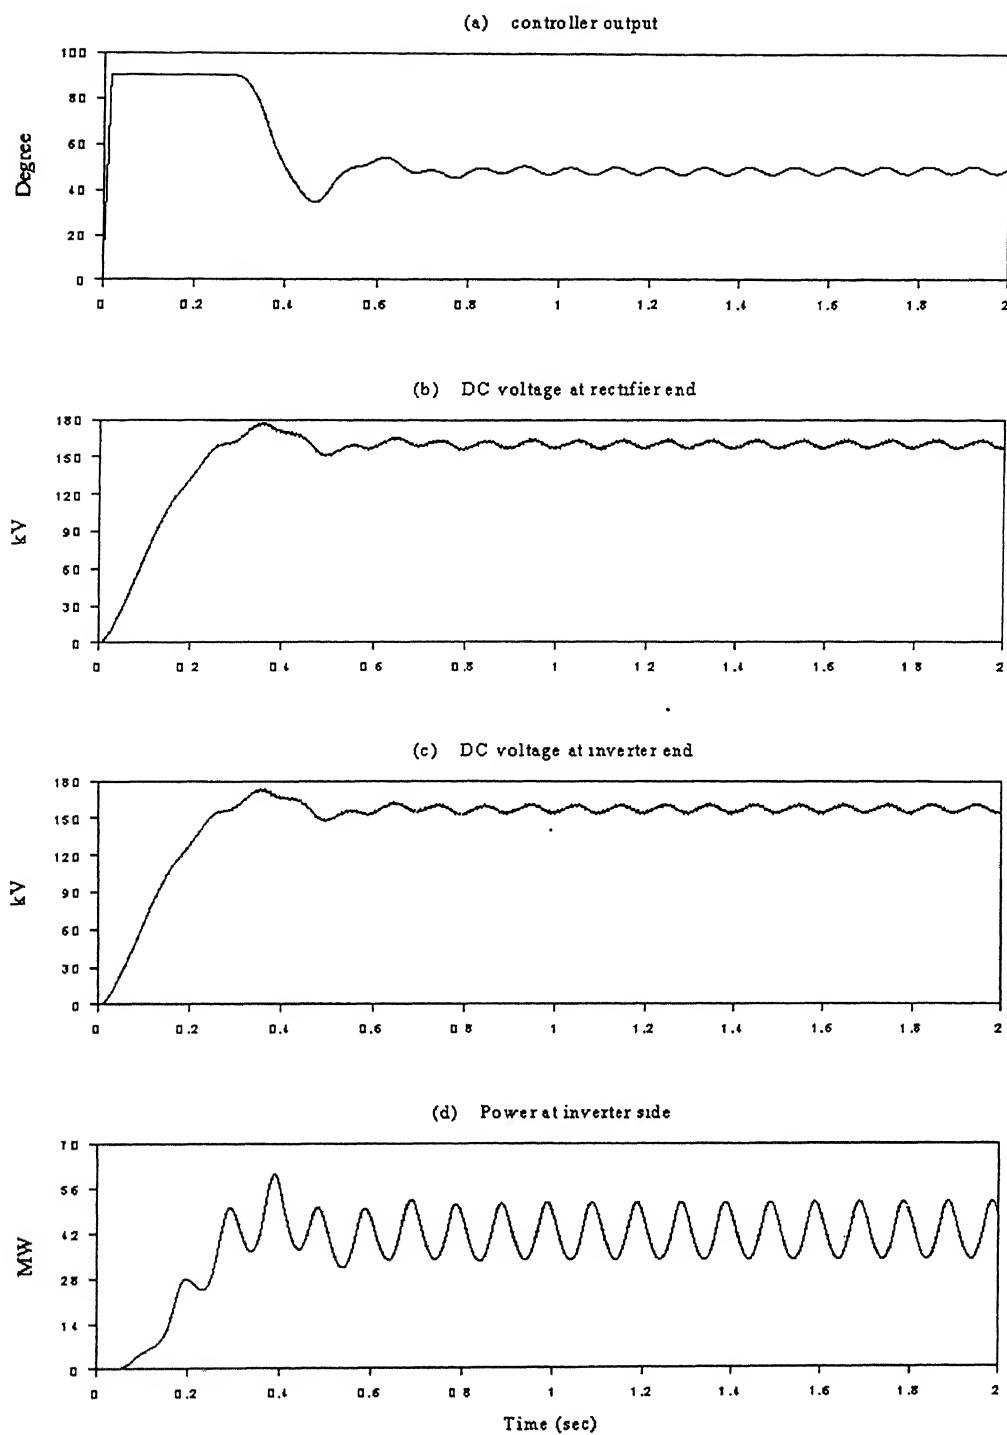 (a) controller output
100
80
60
40
20
0
Degree
0 0.2 0.4 0.6 0.8 1 1.2 1.4 1.6 1.8 2
(b) DC voltage at rectifier end
180
150
120
90
60
30
0
kV
0 0.2 0.4 0.6 0.8 1 1.2 1.4 1.6 1.8 2
(c) DC voltage at inverter end
180
150
120
90
60
30
0
kV
0 0.2 0.4 0.6 0.8 1 1.2 1.4 1.6 1.8 2
(d) Power at inverter side
70
56
42
28
14
0
MW
0 0.2 0.4 0.6 0.8 1 1.2 1.4 1.6 1.8 2
Time (sec)